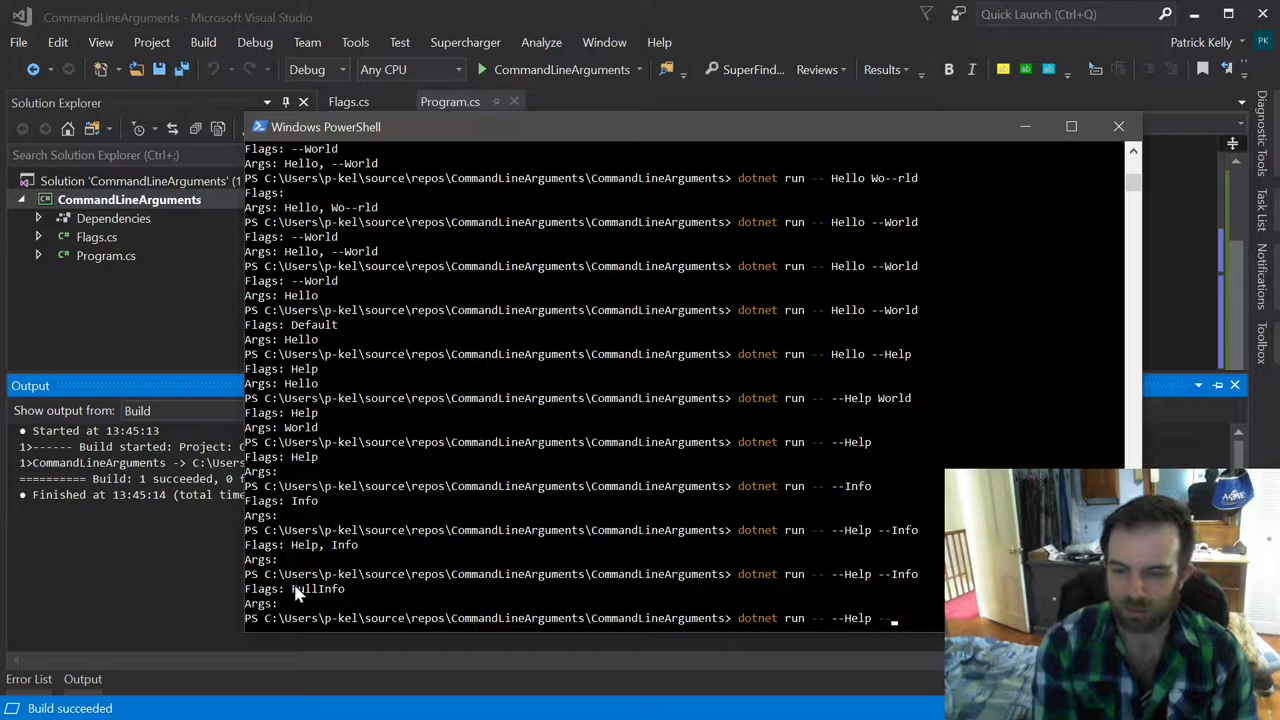 CommandLineArguments - Microsoft Visual Studio
Quick Launch (Ctrl+Q)
File Edit View Project Build Debug Team Tools Test Supercharger Analyze Window Help
Patrick Kelly PK
Debug Any CPU CommandLineArguments SuperFind... Reviews Results
Solution Explorer
Flags.cs Program.cs
Search Solution Explorer (Ctrl+;)
Solution 'CommandLineArguments' (1
CommandLineArguments
Dependencies
Flags.cs
Program.cs
Windows PowerShell
Flags: --World
Args: Hello, --World
PS C:\Users\p-kel\source\repos\CommandLineArguments\CommandLineArguments> dotnet run -- Hello Wo--rld
Flags:
Args: Hello, Wo--rld
PS C:\Users\p-kel\source\repos\CommandLineArguments\CommandLineArguments> dotnet run -- Hello --World
Flags: --World
Args: Hello, --World
PS C:\Users\p-kel\source\repos\CommandLineArguments\CommandLineArguments> dotnet run -- Hello --World
Flags: --World
Args: Hello
PS C:\Users\p-kel\source\repos\CommandLineArguments\CommandLineArguments> dotnet run -- Hello --World
Flags: Default
Args: Hello
PS C:\Users\p-kel\source\repos\CommandLineArguments\CommandLineArguments> dotnet run -- Hello --Help
Flags: Help
Args: Hello
PS C:\Users\p-kel\source\repos\CommandLineArguments\CommandLineArguments> dotnet run -- --Help World
Flags: Help
Args: World
PS C:\Users\p-kel\source\repos\CommandLineArguments\CommandLineArguments> dotnet run -- --Help
Flags: Help
Args:
PS C:\Users\p-kel\source\repos\CommandLineArguments\CommandLineArguments> dotnet run -- --Info
Flags: Info
Args:
PS C:\Users\p-kel\source\repos\CommandLineArguments\CommandLineArguments> dotnet run -- --Help --Info
Flags: Help, Info
Args:
PS C:\Users\p-kel\source\repos\CommandLineArguments\CommandLineArguments> dotnet run -- --Help --Info
Flags: FullInfo
Args:
PS C:\Users\p-kel\source\repos\CommandLineArguments\CommandLineArguments> dotnet run -- --Help --
Output
Show output from: Build
Started at 13:45:13
1>------ Build started: Project: C
1>CommandLineArguments -> C:\Users
========== Build: 1 succeeded, 0 f
Finished at 13:45:14 (total time
Diagnostic Tools
Task List
Notifications
Toolbox
ACME
Error List Output
Build succeeded